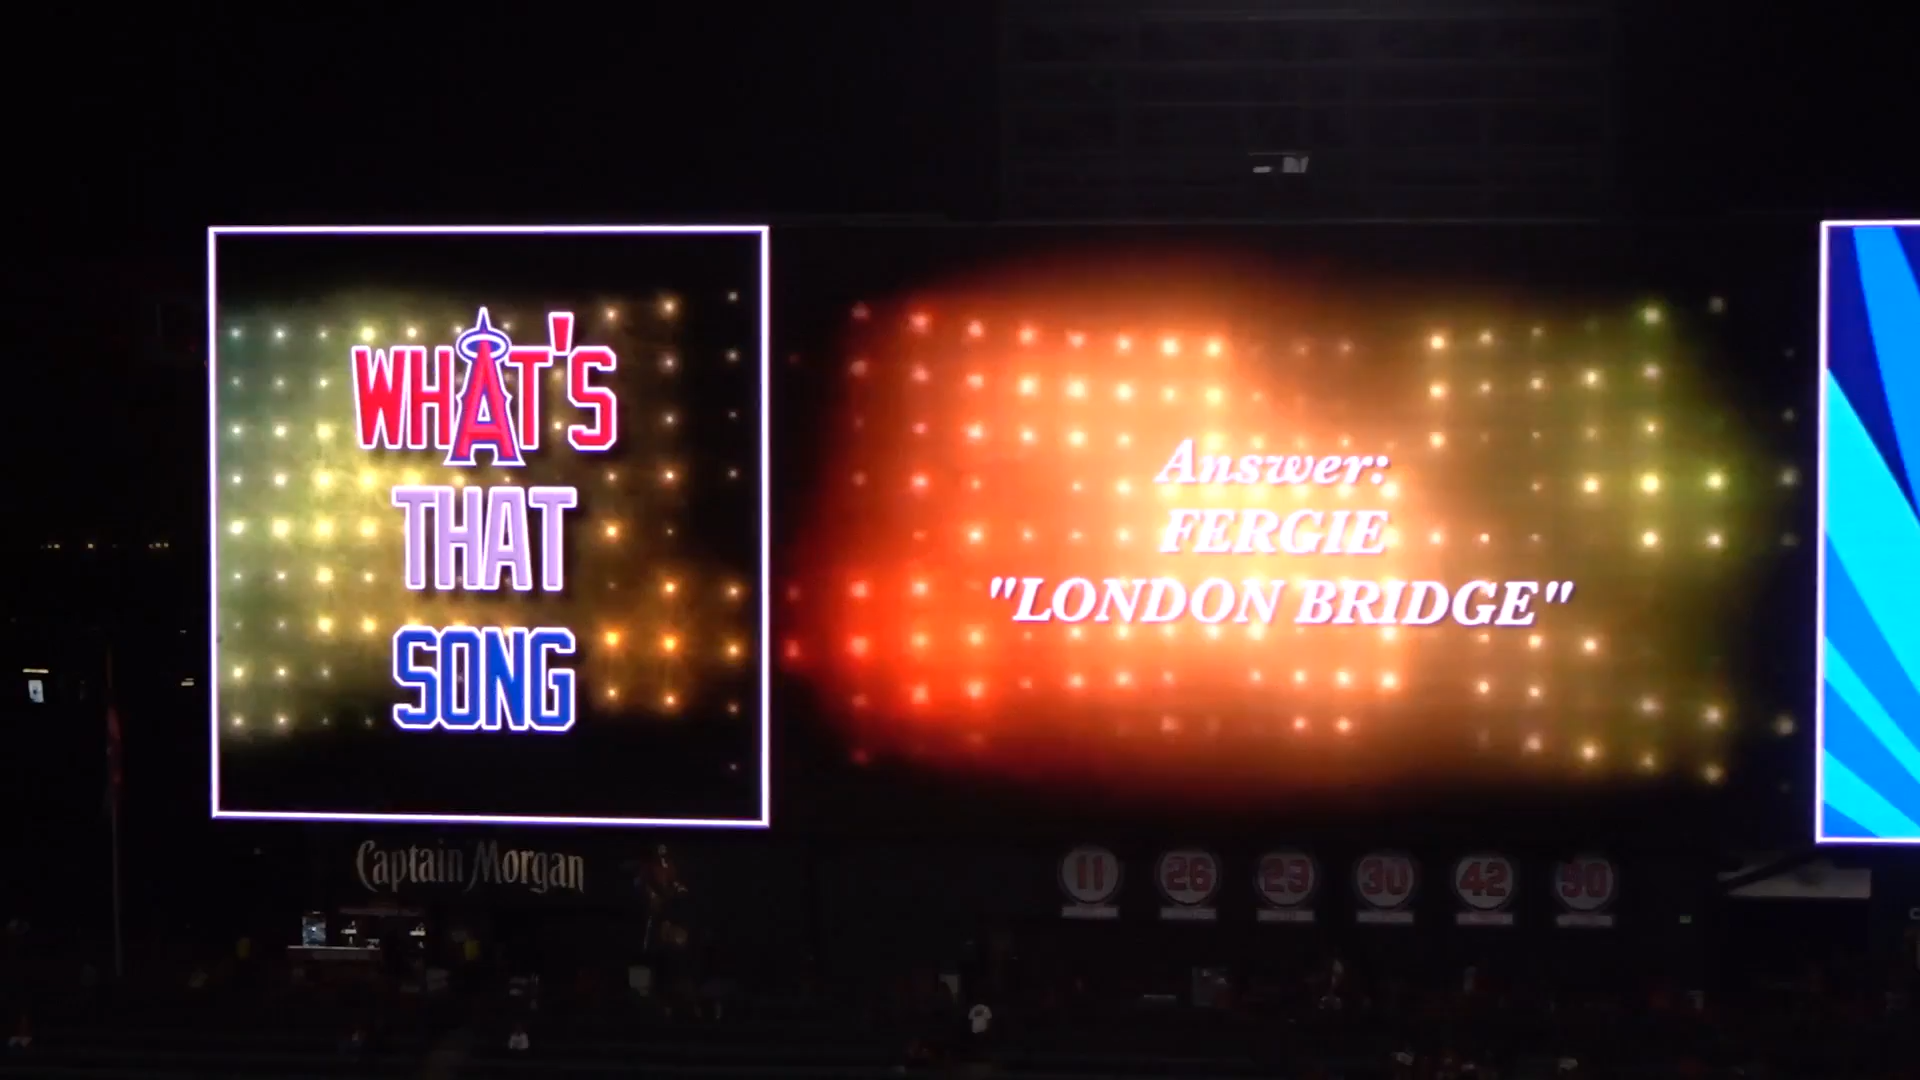 WHAT'S
THAT
SONG
Answer:
FERGIE
"LONDON BRIDGE"
Captain Morgan
11
26
29
30
42
50